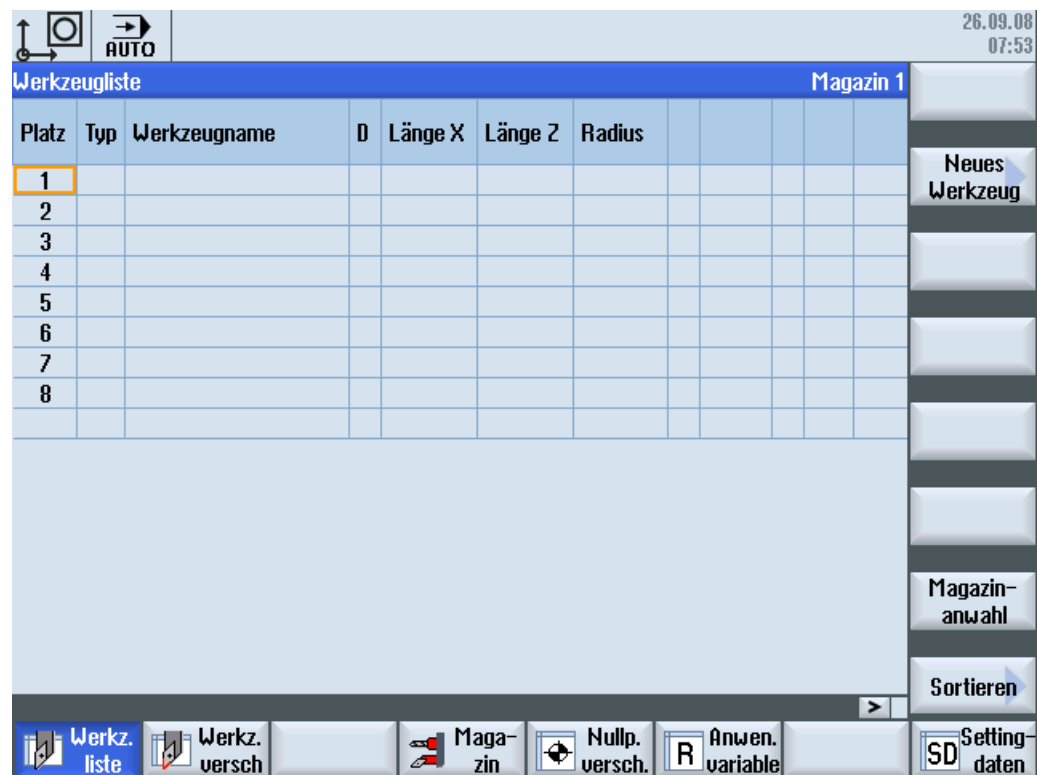 26.09.08
AUTO
07:53
Werkzeugliste Magazin 1
Platz Typ Werkzeugname D Länge X Länge Z Radius
Neues
Werkzeug
1
2
3
4
5
6
7
8
Magazin-
anwahl
Sortieren
>
Werkz.
liste
Werkz.
versch
Maga-
zin
Nullp.
versch.
R
Anwen.
variable
SD
Setting-
daten